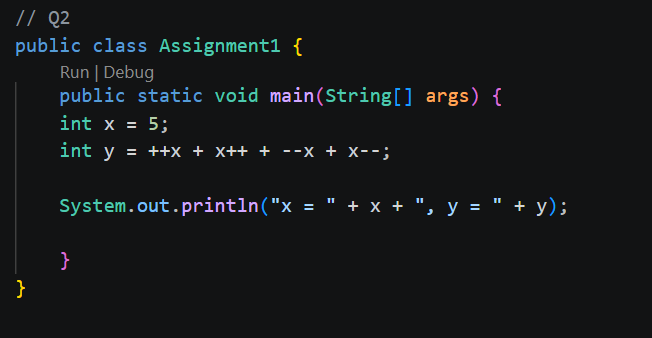 // Q2
public class Assignment1 {
Run | Debug
public static void main(String[] args) {
int x = 5;
int y = ++x + x++ + --x + x--;
System.out.println("x = " + x + ", y = " + y);
}
}